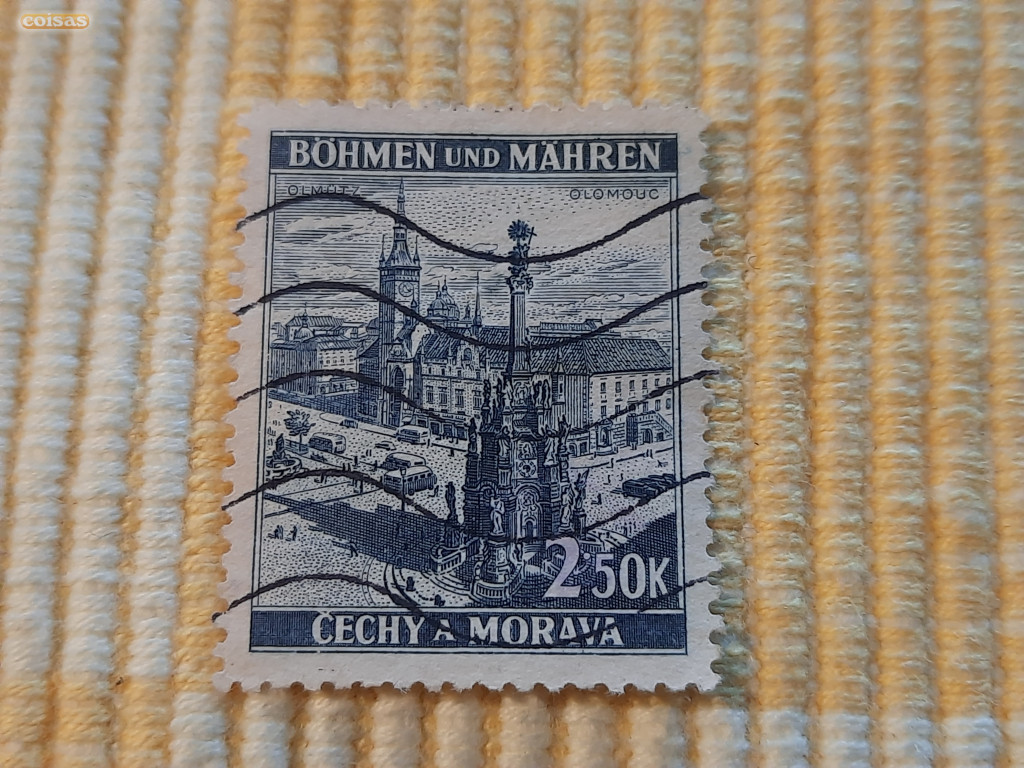 coisas
BÖHMEN UND MÄHREN
OLMÜTZ OLOMOUC
2.50K
ČECHY A MORAVA